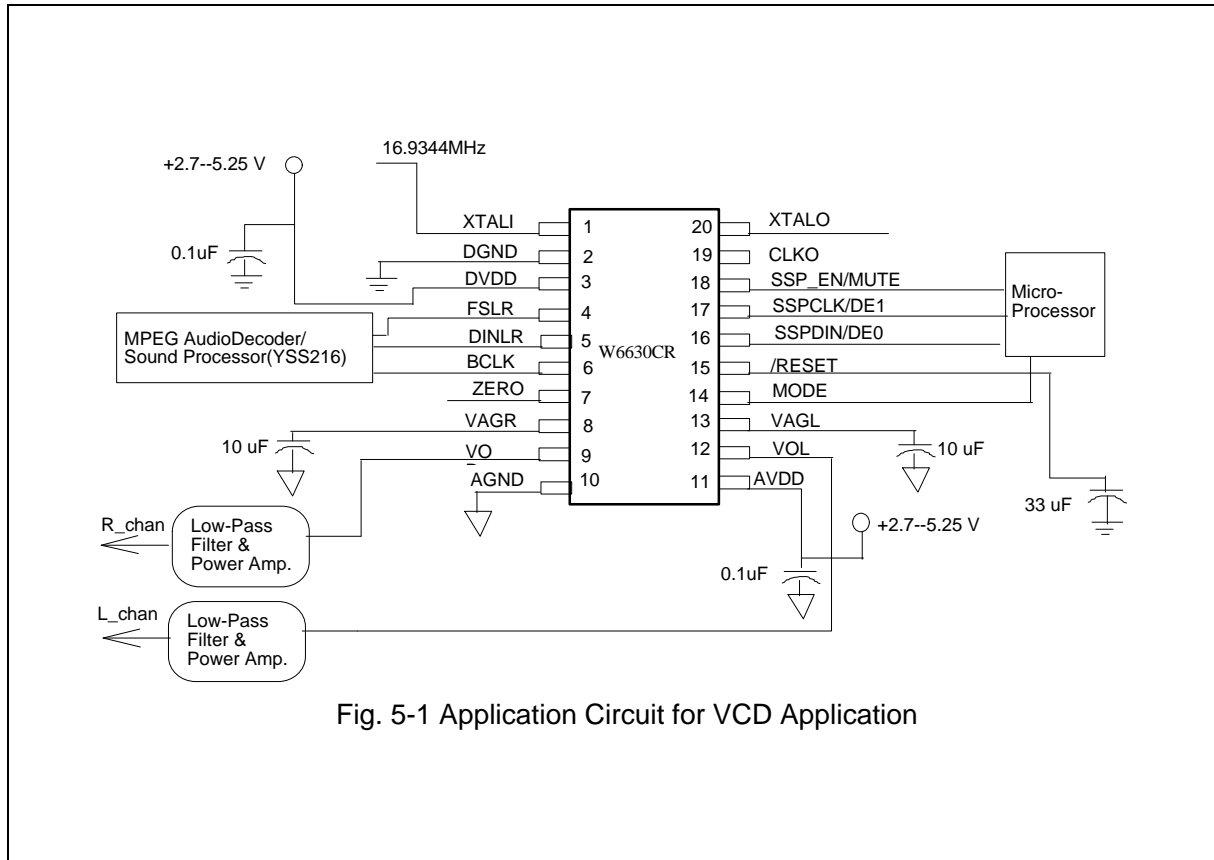 16.9344MHz
+2.7--5.25 V
0.1uF
XTALI
DGND
DVDD
FSLR
DINLR
BCLK
ZERO
VAGR
VO
AGND
MPEG AudioDecoder/
Sound Processor(YSS216)
10 uF
1
2
3
4
5
6
7
8
9
10
W6630CR
20
19
18
17
16
15
14
13
12
11
XTALO
CLKO
SSP_EN/MUTE
SSPCLK/DE1
SSPDIN/DE0
/RESET
MODE
VAGL
VOL
AVDD
Micro-
Processor
10 uF
33 uF
+2.7--5.25 V
0.1uF
R_chan
Low-Pass
Filter &
Power Amp.
L_chan
Low-Pass
Filter &
Power Amp.
Fig. 5-1 Application Circuit for VCD Application